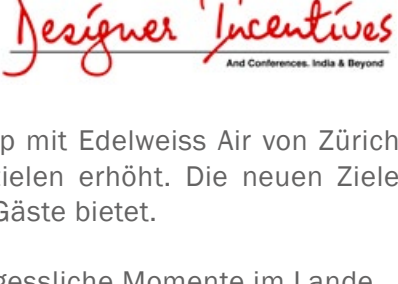 Designer Incentives
And Conferences. India & Beyond
p mit Edelweiss Air von Zürich
zielen erhöht. Die neuen Ziele
Gäste bietet.
gessliche Momente im Lande